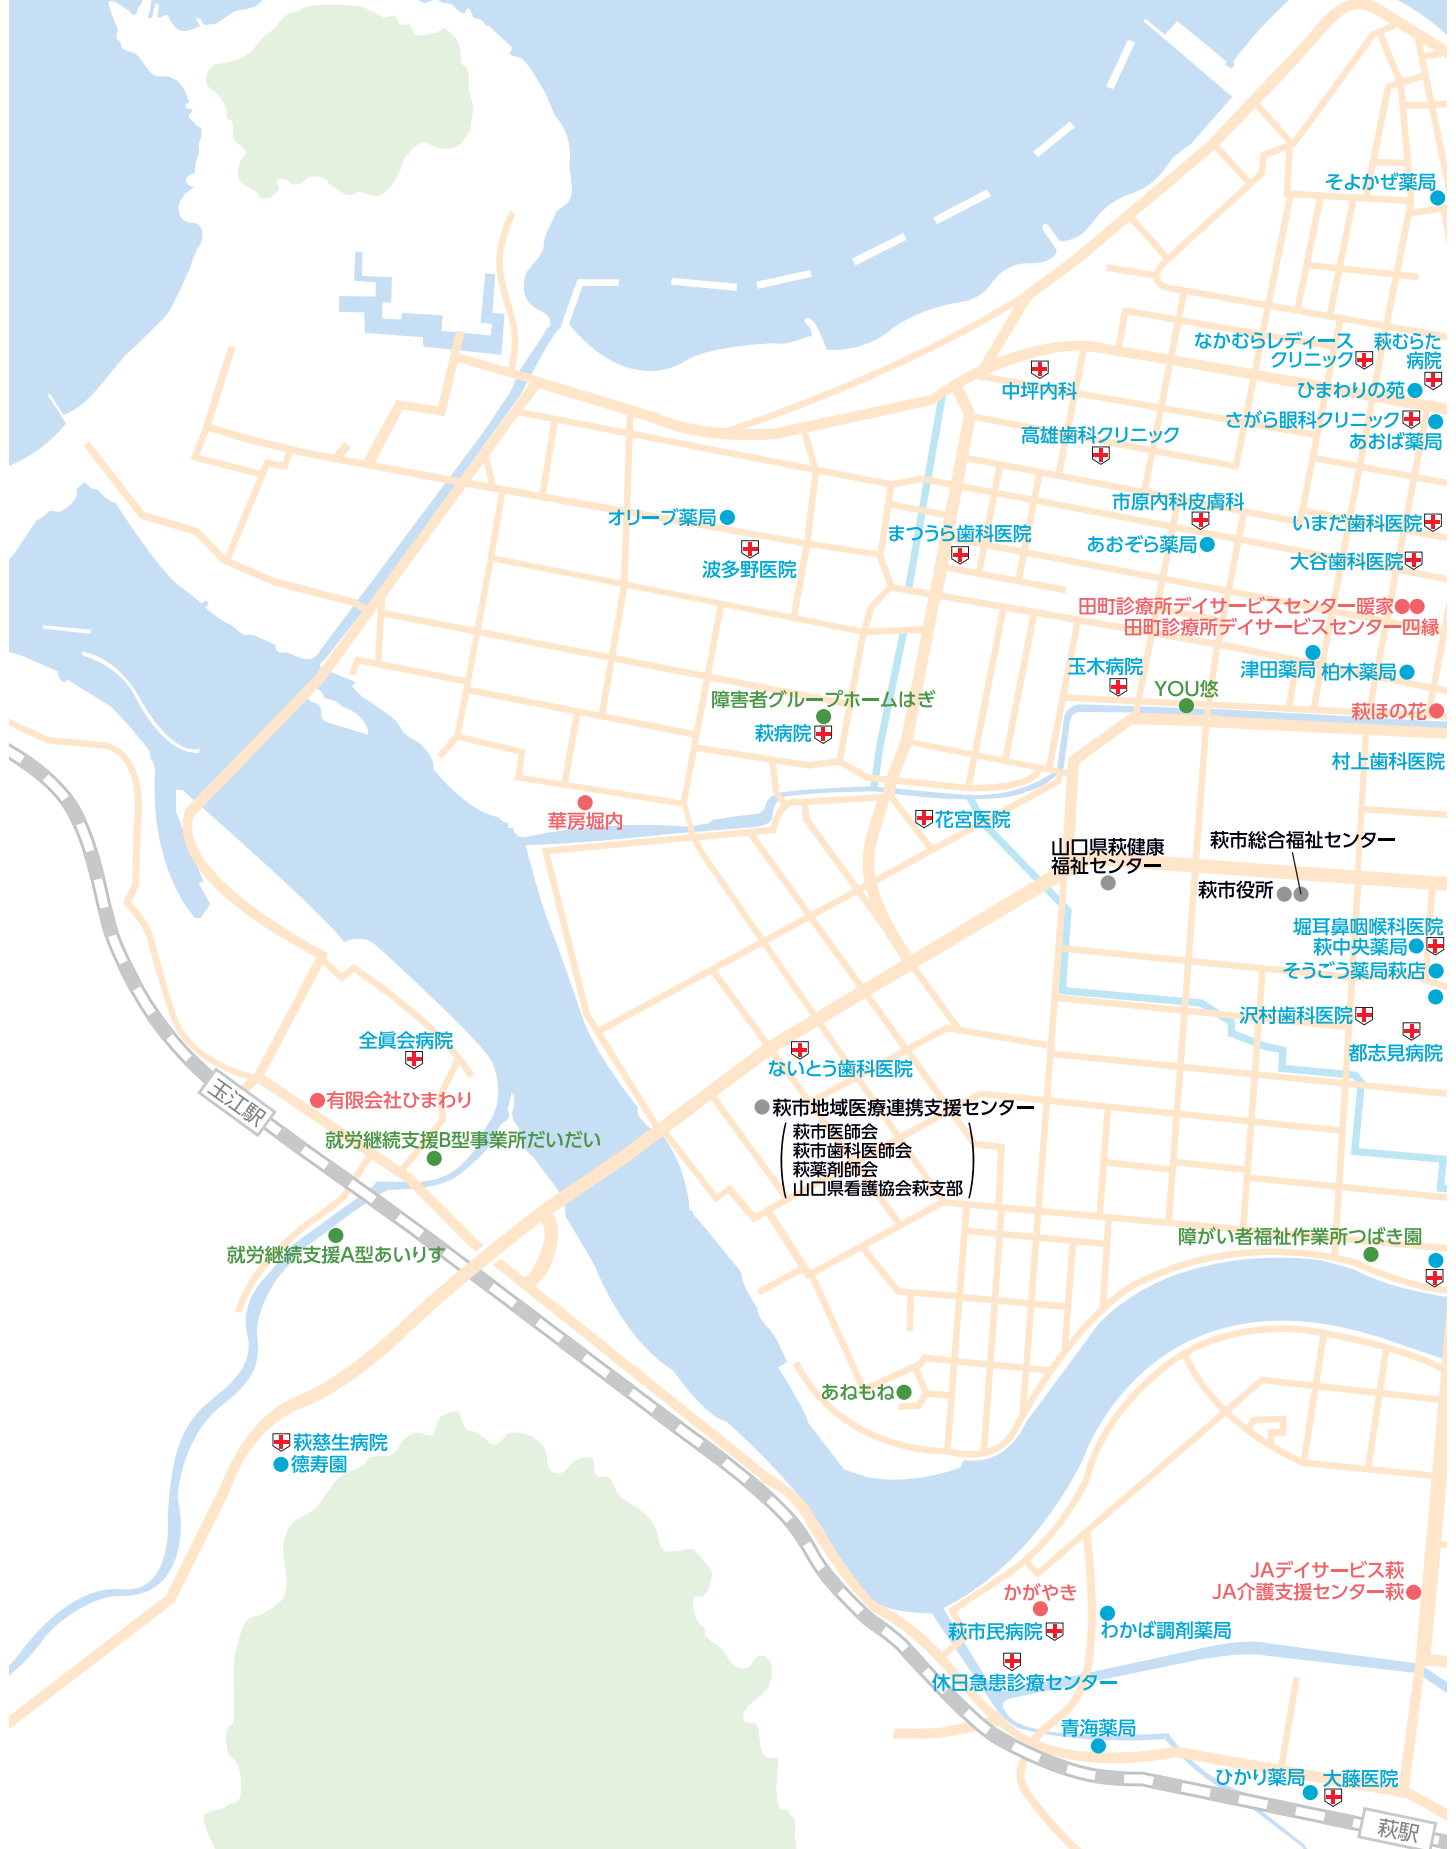 そよかぜ薬局
なかむらレディース
クリニック
萩むらた
病院
中坪内科
ひまわりの苑
さがら眼科クリニック
あおば薬局
高雄歯科クリニック
市原内科皮膚科
オリーブ薬局
まつうら歯科医院
いまだ歯科医院
あおぞら薬局
波多野医院
大谷歯科医院
田町診療所デイサービスセンター暖家
田町診療所デイサービスセンター四縁
玉木病院
津田薬局
柏木薬局
YOU悠
障害者グループホームはぎ
萩ほの花
萩病院
村上歯科医院
華房堀内
花宮医院
山口県萩健康
福祉センター
萩市総合福祉センター
萩市役所
堀耳鼻咽喉科医院
萩中央薬局
そうごう薬局萩店
沢村歯科医院
都志見病院
全眞会病院
ないとう歯科医院
玉江駅
有限会社ひまわり
萩市地域医療連携支援センター
萩市医師会
萩市歯科医師会
萩薬剤師会
山口県看護協会萩支部
就労継続支援B型事業所だいだい
就労継続支援A型あいりす
障がい者福祉作業所つばき園
あねもね
萩慈生病院
徳寿園
JAデイサービス萩
JA介護支援センター萩
かがやき
萩市民病院
わかば調剤薬局
休日急患診療センター
青海薬局
ひかり薬局
大藤医院
萩駅